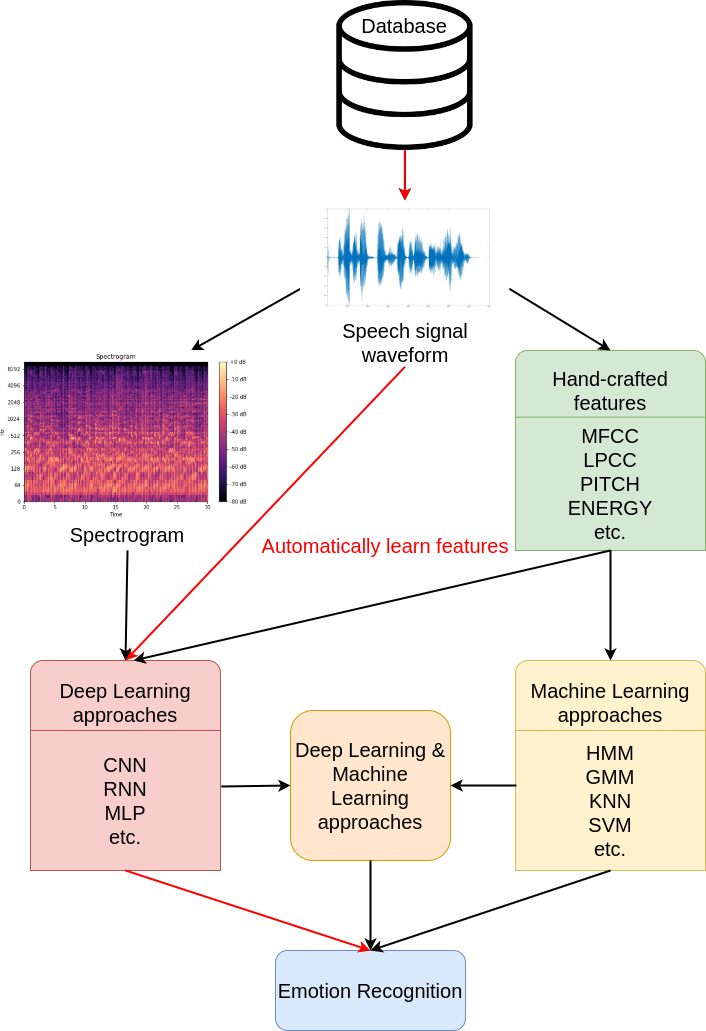 Database
Speech signal
waveform
Spectrogram
8192
4096
2048
1024
512
256
128
64
0
Hz
0
5
10
15
20
25
30
Time
+0 dB
-10 dB
-20 dB
-30 dB
-40 dB
-50 dB
-60 dB
-70 dB
-80 dB
Spectrogram
Hand-crafted
features
MFCC
LPCC
PITCH
ENERGY
etc.
Automatically learn features
Deep Learning
approaches
CNN
RNN
MLP
etc.
Deep Learning &
Machine
Learning
approaches
Machine Learning
approaches
HMM
GMM
KNN
SVM
etc.
Emotion Recognition